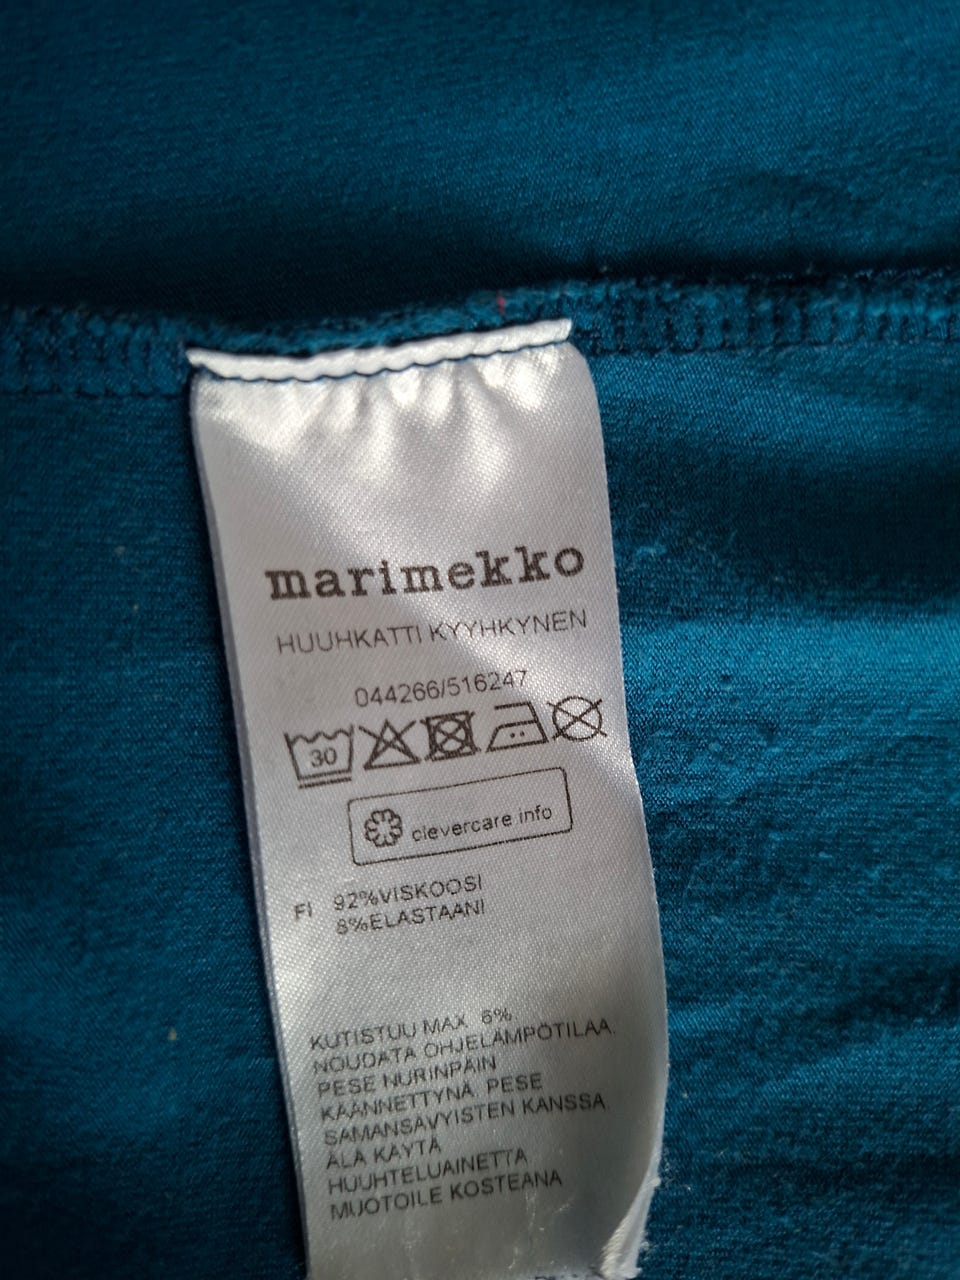 marimekko
HUUHKATTI KYYHKYNEN
044266/516247
30
clevercare info
FI 92%VISKOOSI
8%ELASTAANI
KUTISTUU MAX 6%
NOUDATA OHJELÄMPÖTILAA.
PESE NURINPÄIN
KÄÄNNETTYNÄ. PESE
SAMANSÄVYISTEN KANSSA.
ÄLÄ KÄYTÄ
HUUHTELUAINETTA
MUOTOILE KOSTEANA